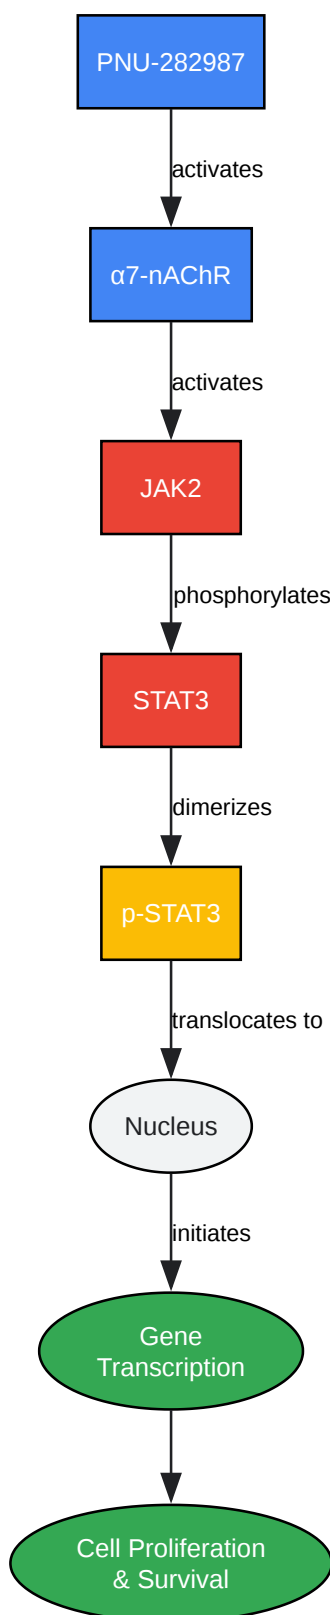 PNU-282987
activates
α7-nAChR
activates
JAK2
phosphorylates
STAT3
dimerizes
p-STAT3
translocates to
Nucleus
initiates
Gene
Transcription
Cell Proliferation
& Survival